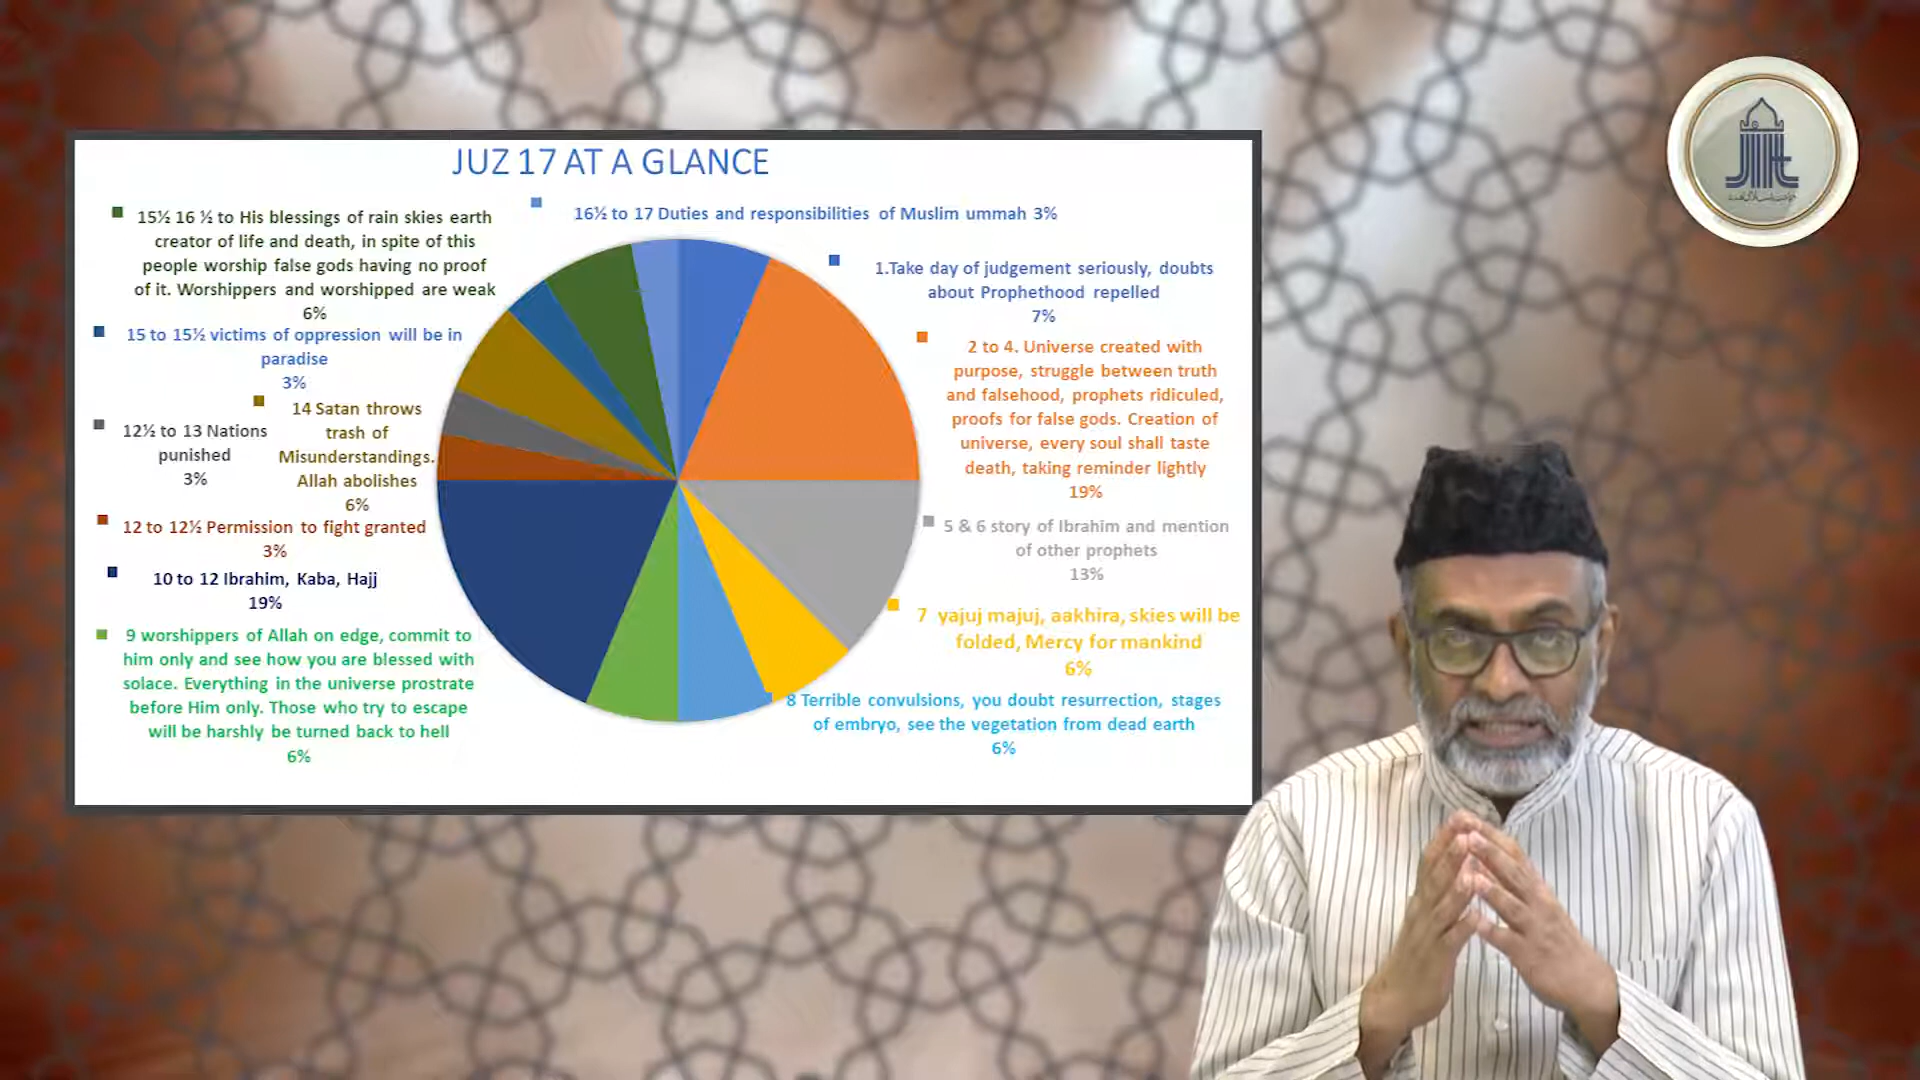 JUZ 17 AT A GLANCE
16½ to 17 Duties and responsibilities of Muslim ummah 3%
1.Take day of judgement seriously, doubts
about Prophethood repelled
7%
2 to 4. Universe created with
purpose, struggle between truth
and falsehood, prophets ridiculed,
proofs for false gods. Creation of
universe, every soul shall taste
death, taking reminder lightly
19%
5 & 6 story of Ibrahim and mention
of other prophets
13%
7 yajuj majuj, aakhira, skies will be
folded, Mercy for mankind
6%
8 Terrible convulsions, you doubt resurrection, stages
of embryo, see the vegetation from dead earth
6%
9 worshippers of Allah on edge, commit to
him only and see how you are blessed with
solace. Everything in the universe prostrate
before Him only. Those who try to escape
will be harshly be turned back to hell
6%
10 to 12 Ibrahim, Kaba, Hajj
19%
12 to 12½ Permission to fight granted
3%
12½ to 13 Nations
punished
3%
14 Satan throws
trash of
Misunderstandings.
Allah abolishes
6%
15 to 15½ victims of oppression will be in
paradise
3%
15½ 16 ½ to His blessings of rain skies earth
creator of life and death, in spite of this
people worship false gods having no proof
of it. Worshippers and worshipped are weak
6%